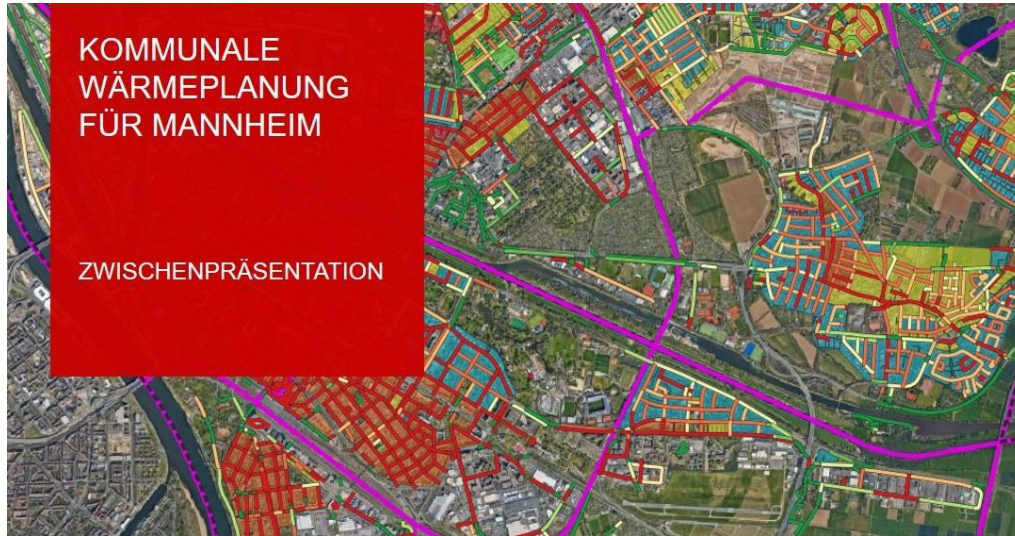 KOMMUNALE
WÄRMEPLANUNG
FÜR MANNHEIM
ZWISCHENPRÄSENTATION